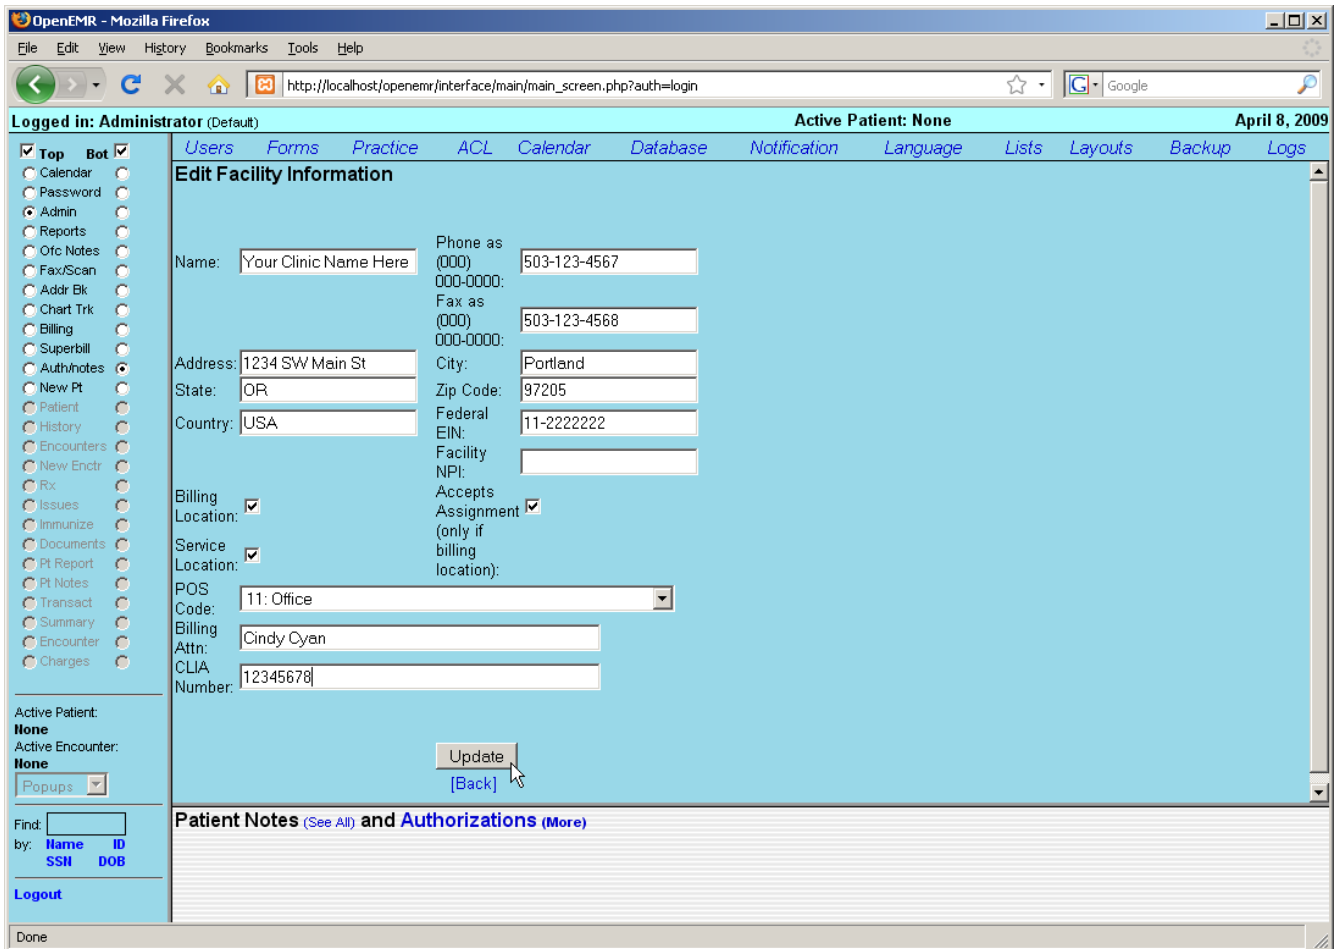 OpenEMR - Mozilla Firefox
File Edit View History Bookmarks Tools Help
http://localhost/openemr/interface/main/main_screen.php?auth=login
G Google
Logged in: Administrator (Default) Active Patient: None April 8, 2009
Top Bot
Calendar
Password
Admin
Reports
Ofc Notes
Fax/Scan
Addr Bk
Chart Trk
Billing
Superbill
Auth/notes
New Pt
Patient
History
Encounters
New Enctr
Rx
Issues
Immunize
Documents
Pt Report
Pt Notes
Transact
Summary
Encounter
Charges
Active Patient:
None
Active Encounter:
None
Popups
Find:
by: Name ID
SSN DOB
Logout
Users Forms Practice ACL Calendar Database Notification Language Lists Layouts Backup Logs
Edit Facility Information
Name: Your Clinic Name Here
Phone as
(000)
000-0000:
503-123-4567
Fax as
(000)
000-0000:
503-123-4568
Address: 1234 SW Main St City: Portland
State: OR Zip Code: 97205
Country: USA
Federal
EIN:
11-2222222
Facility
NPI:
Billing
Location:
Accepts
Assignment
(only if
billing
location):
Service
Location:
POS
Code:
11: Office
Billing
Attn:
Cindy Cyan
CLIA
Number:
12345678
Update
[Back]
Patient Notes (See All) and Authorizations (More)
Done